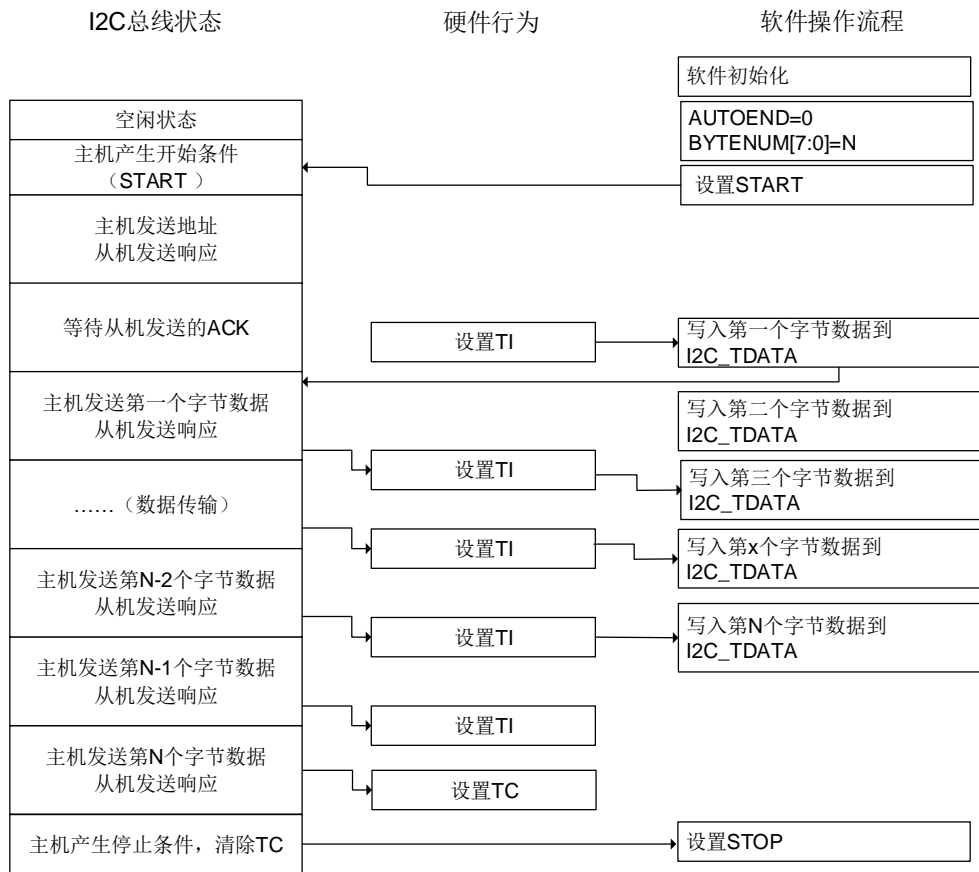 I2C总线状态
硬件行为
软件操作流程
软件初始化
空闲状态
AUTOEND=0
BYTENUM[7:0]=N
主机产生开始条件
（START ）
设置START
主机发送地址
从机发送响应
等待从机发送的ACK
设置TI
写入第一个字节数据到
I2C_TDATA
主机发送第一个字节数据
从机发送响应
写入第二个字节数据到
I2C_TDATA
设置TI
写入第三个字节数据到
I2C_TDATA
……（数据传输）
设置TI
写入第x个字节数据到
I2C_TDATA
主机发送第N-2个字节数据
从机发送响应
设置TI
写入第N个字节数据到
I2C_TDATA
主机发送第N-1个字节数据
从机发送响应
设置TI
主机发送第N个字节数据
从机发送响应
设置TC
主机产生停止条件，清除TC
设置STOP